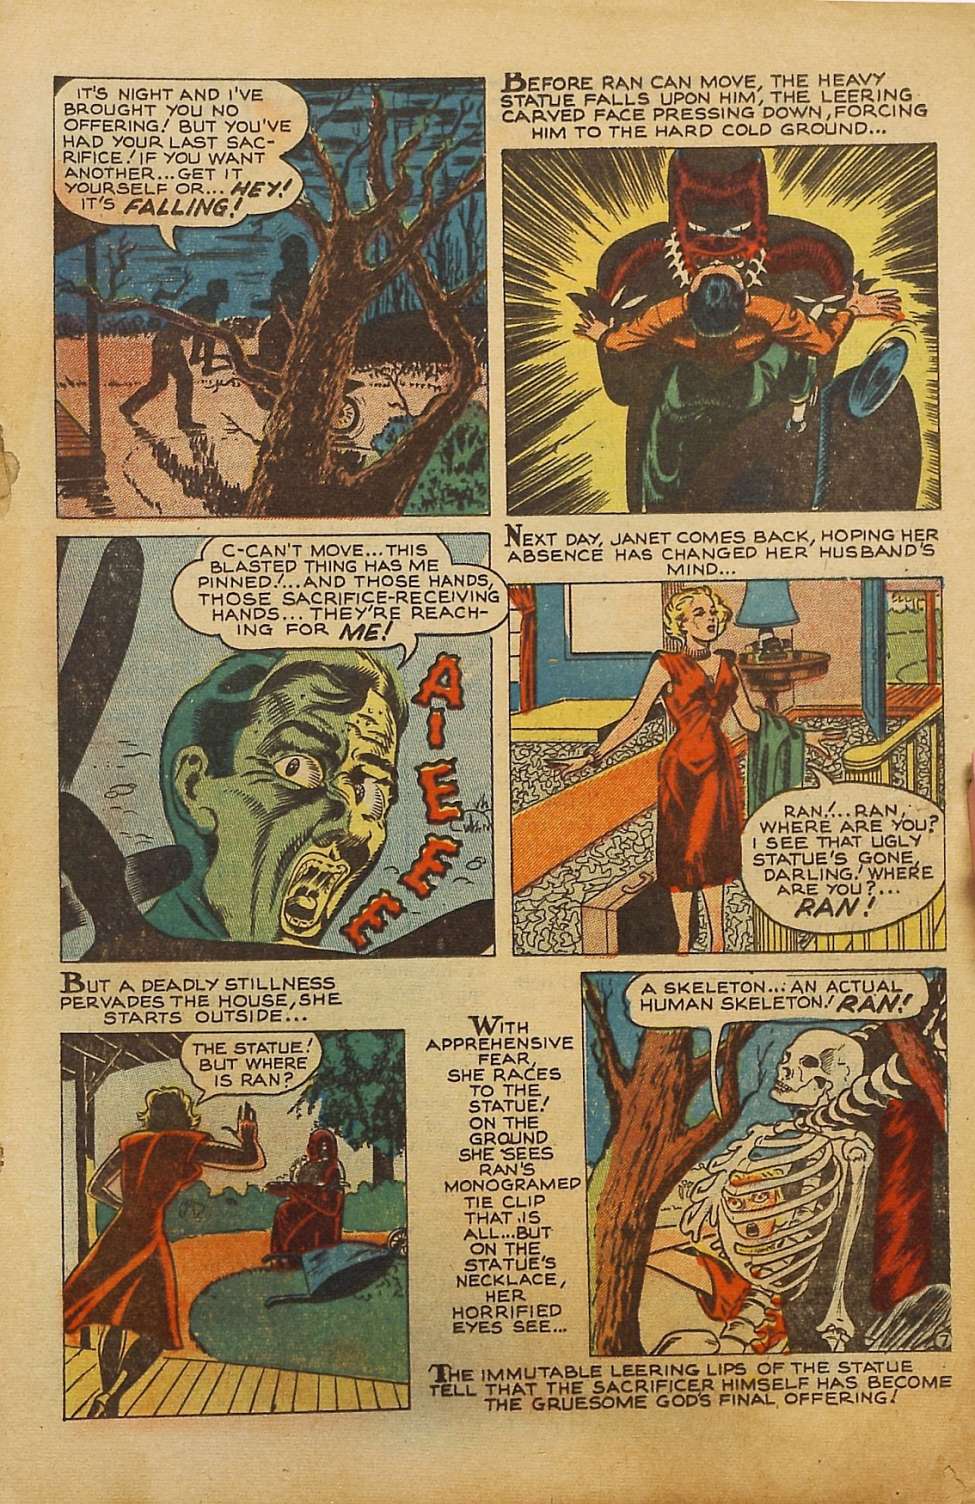 IT'S NIGHT AND I'VE
BROUGHT YOU NO
OFFERING! BUT YOU'VE
HAD YOUR LAST SAC-
RIFICE! IF YOU WANT
ANOTHER...GET IT
YOURSELF OR... HEY!
IT'S FALLING!
BEFORE RAN CAN MOVE, THE HEAVY
STATUE FALLS UPON HIM, THE LEERING
CARVED FACE PRESSING DOWN, FORCING
HIM TO THE HARD COLD GROUND...
C-CAN'T MOVE...THIS
BLASTED THING HAS ME
PINNED!...AND THOSE HANDS,
THOSE SACRIFICE-RECEIVING
HANDS... THEY'RE REACH-
ING FOR ME!
AIEEEE
NEXT DAY, JANET COMES BACK, HOPING HER
ABSENCE HAS CHANGED HER HUSBAND'S
MIND...
RAN!...RAN,
WHERE ARE YOU?
I SEE THAT UGLY
STATUE'S GONE,
DARLING! WHERE
ARE YOU?...
RAN!
BUT A DEADLY STILLNESS
PERVADES THE HOUSE, SHE
STARTS OUTSIDE...
THE STATUE!
BUT WHERE
IS RAN?
WITH
APPREHENSIVE
FEAR,
SHE RACES
TO THE
STATUE!
ON THE
GROUND
SHE SEES
RAN'S
MONOGRAMED
TIE CLIP
THAT IS
ALL...BUT
ON THE
STATUE'S
NECKLACE,
HER
HORRIFIED
EYES SEE...
A SKELETON... AN ACTUAL
HUMAN SKELETON! RAN!
7
THE IMMUTABLE LEERING LIPS OF THE STATUE
TELL THAT THE SACRIFICER HIMSELF HAS BECOME
THE GRUESOME GOD'S FINAL OFFERING!